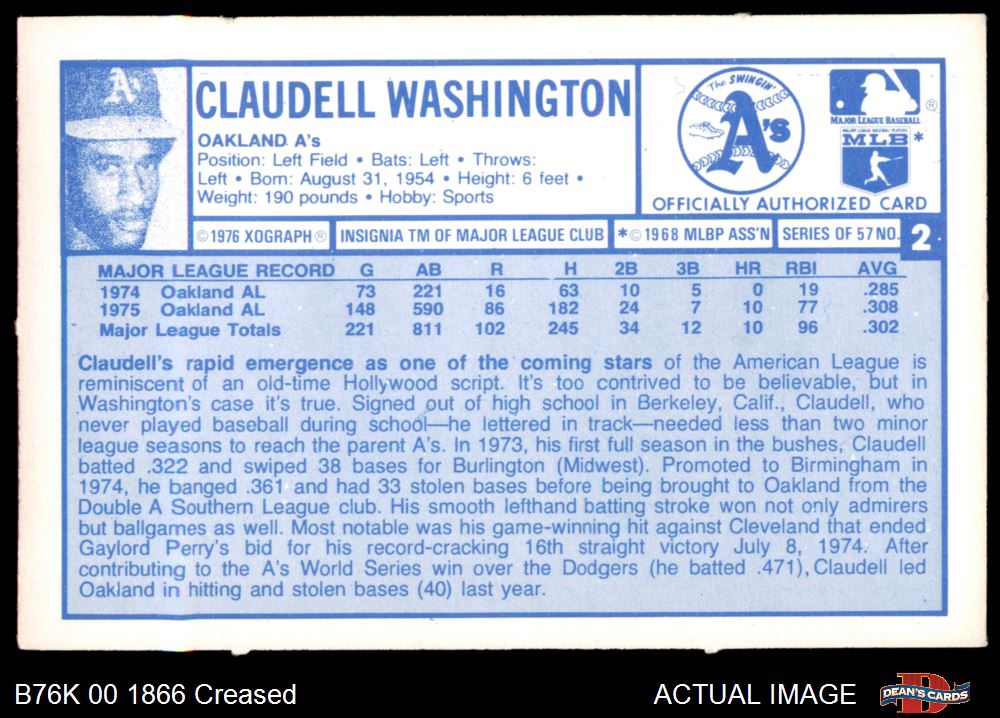 A's
CLAUDELL WASHINGTON
OAKLAND A's
Position: Left Field • Bats: Left • Throws:
Left • Born: August 31, 1954 • Height: 6 feet •
Weight: 190 pounds • Hobby: Sports
The SWINGIN'
A's
MAJOR LEAGUE BASEBALL ®
MAJOR LEAGUE BASEBALL PLAYERS
MLB *
OFFICIALLY AUTHORIZED CARD
© 1976 XOGRAPH ® INSIGNIA TM OF MAJOR LEAGUE CLUB * © 1968 MLBP ASS'N SERIES OF 57 NO. 2
MAJOR LEAGUE RECORD G AB R H 2B 3B HR RBI AVG
1974 Oakland AL 73 221 16 63 10 5 0 19 .285
1975 Oakland AL 148 590 86 182 24 7 10 77 .308
Major League Totals 221 811 102 245 34 12 10 96 .302
Claudell's rapid emergence as one of the coming stars of the American League is
reminiscent of an old-time Hollywood script. It's too contrived to be believable, but in
Washington's case it's true. Signed out of high school in Berkeley, Calif., Claudell, who
never played baseball during school—he lettered in track—needed less than two minor
league seasons to reach the parent A's. In 1973, his first full season in the bushes, Claudell
batted .322 and swiped 38 bases for Burlington (Midwest). Promoted to Birmingham in
1974, he banged .361 and had 33 stolen bases before being brought to Oakland from the
Double A Southern League club. His smooth lefthand batting stroke won not only admirers
but ballgames as well. Most notable was his game-winning hit against Cleveland that ended
Gaylord Perry's bid for his record-cracking 16th straight victory July 8, 1974. After
contributing to the A's World Series win over the Dodgers (he batted .471), Claudell led
Oakland in hitting and stolen bases (40) last year.
B76K 00 1866 Creased
ACTUAL IMAGE
DEAN'S CARDS